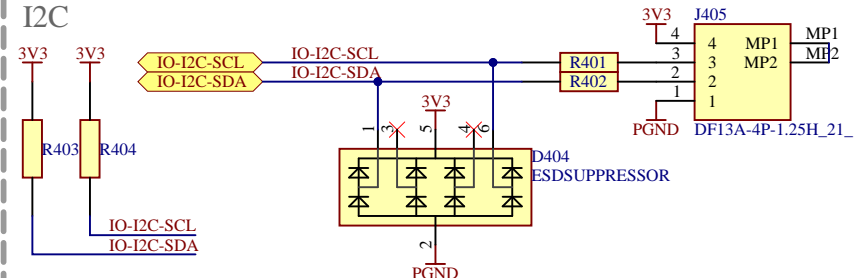 I2C
3V3
3V3
R403
R404
IO-I2C-SCL
IO-I2C-SDA
IO-I2C-SCL
IO-I2C-SDA
IO-I2C-SCL
IO-I2C-SDA
R401
R402
3V3
J405
4
3
2
1
4
3
2
1
MP1
MP2
MP1
MP2
PGND
DF13A-4P-1.25H_21_
3V3
1
3
5
4
6
D404
ESDSUPPRESSOR
2
PGND